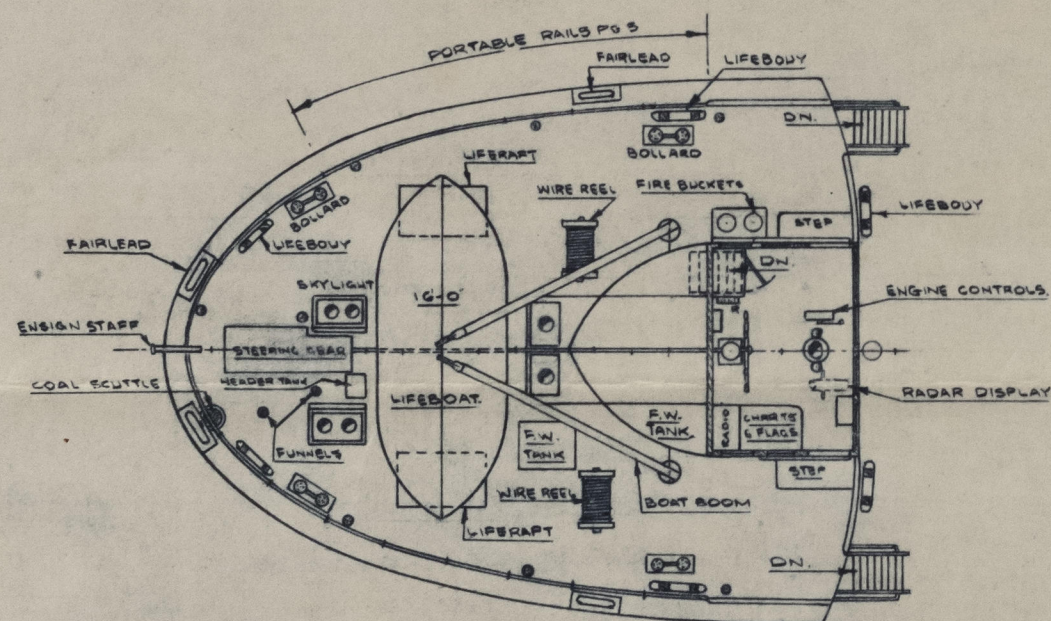 PORTABLE RAILS P&S
FAIRLEAD
LIFEBOUY
DN.
BOLLARD
LIFERAFT
WIRE REEL
FIRE BUCKETS
BOLLARD
LIFEBOUY
STEP
LIFEBOUY
FAIRLEAD
SKYLIGHT
16'-0"
DN.
ENGINE CONTROLS.
ENSIGN STAFF
STEERING GEAR
COAL SCUTTLE
HEADER TANK
LIFEBOAT.
RADAR DISPLAY
F.W.
TANK
RADIO
CHARTS
& FLAGS
F.W.
TANK
FUNNELS
STEP
WIRE REEL
BOAT BOOM
LIFERAFT
DN.